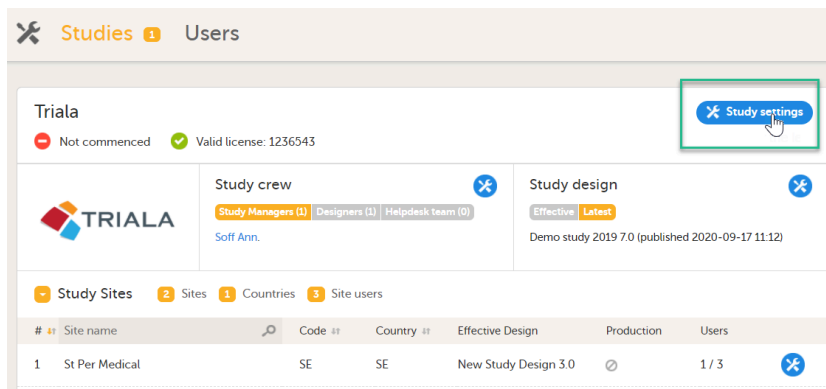 Studies 1 Users
Triala
Study settings
Not commenced Valid license: 1236543
TRIALA
Study crew
Study Managers (1) Designers (1) Helpdesk team (0)
Soff Ann.
Study design
Effective Latest
Demo study 2019 7.0 (published 2020-09-17 11:12)
Study Sites 2 Sites 1 Countries 3 Site users
# Site name Code Country Effective Design Production Users
1 St Per Medical SE SE New Study Design 3.0 1 / 3